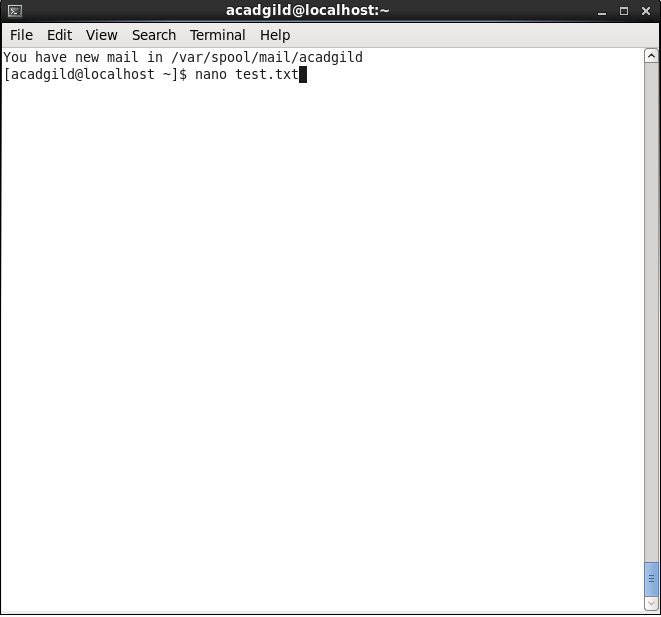 acadgild@localhost:~
File Edit View Search Terminal Help
You have new mail in /var/spool/mail/acadgild
[acadgild@localhost ~]$ nano test.txt